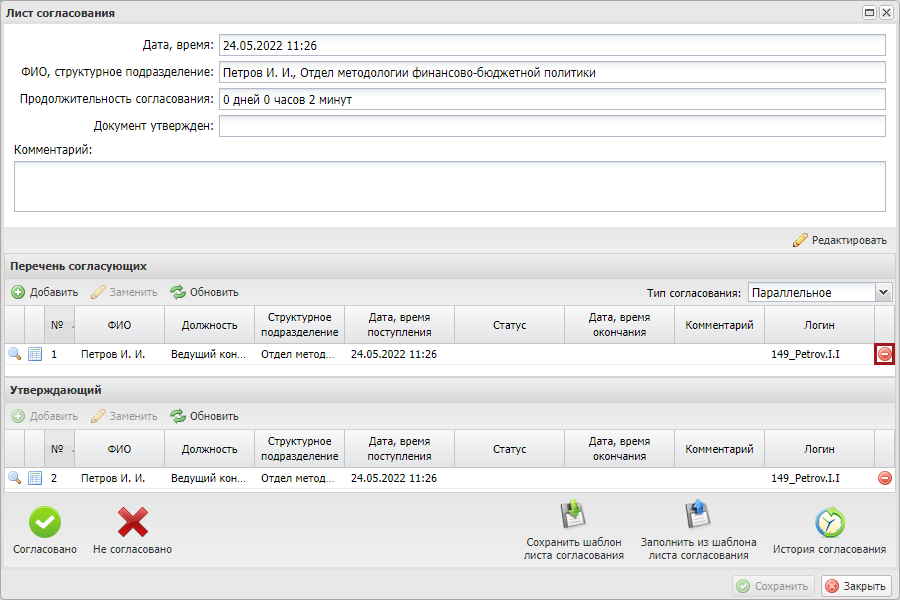 Лист согласования
Дата, время: 24.05.2022 11:26
ФИО, структурное подразделение: Петров И. И., Отдел методологии финансово-бюджетной политики
Продолжительность согласования: 0 дней 0 часов 2 минут
Документ утвержден:
Комментарий:
Редактировать
Перечень согласующих
Добавить Заменить Обновить Тип согласования: Параллельное
№ ФИО Должность Структурное подразделение Дата, время поступления Статус Дата, время окончания Комментарий Логин
1 Петров И. И. Ведущий кон... Отдел метод... 24.05.2022 11:26 149_Petrov.I.I
Утверждающий
Добавить Заменить Обновить
№ ФИО Должность Структурное подразделение Дата, время поступления Статус Дата, время окончания Комментарий Логин
2 Петров И. И. Ведущий кон... Отдел метод... 24.05.2022 11:26 149_Petrov.I.I
Согласовано Не согласовано Сохранить шаблон листа согласования Заполнить из шаблона листа согласования История согласования
Сохранить Закрыть